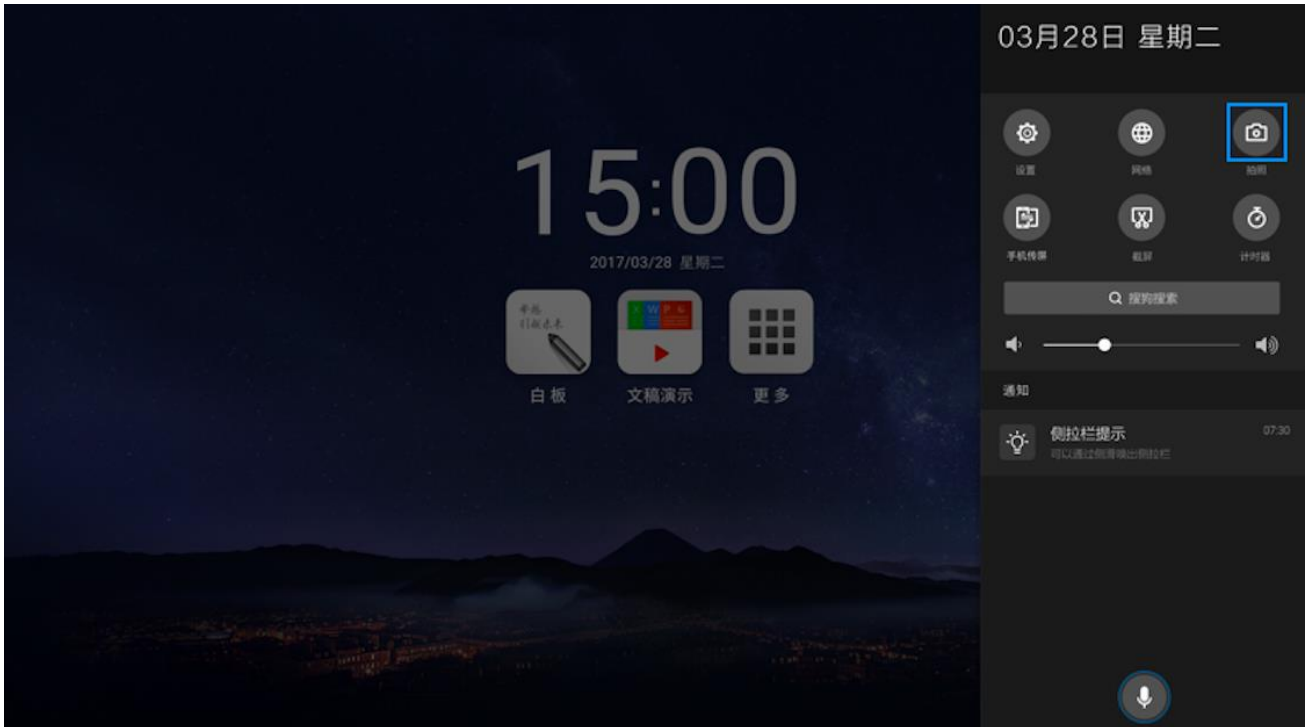 03月28日 星期二
设置
网络
拍照
手机传屏
截屏
计时器
搜狗搜索
通知
侧拉栏提示
07:30
可以通过侧滑唤出侧拉栏
15:00
2017/03/28 星期二
X W P G
白板
文稿演示
更多